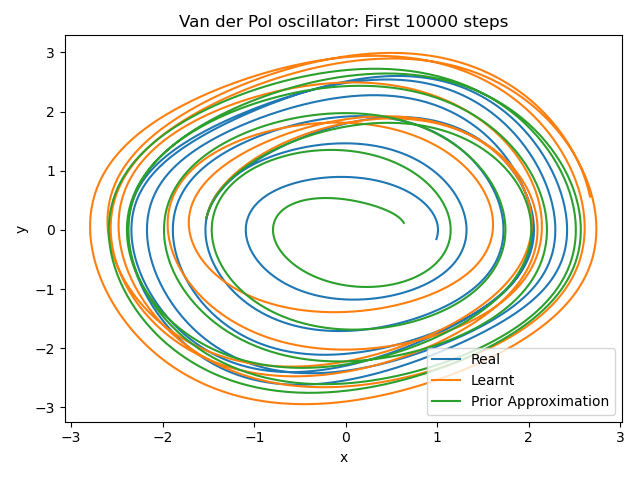 Van der Pol oscillator: First 10000 steps
3
2
1
0
−1
−2
−3
y
Real
Learnt
Prior Approximation
−3
−2
−1
0
1
2
3
x